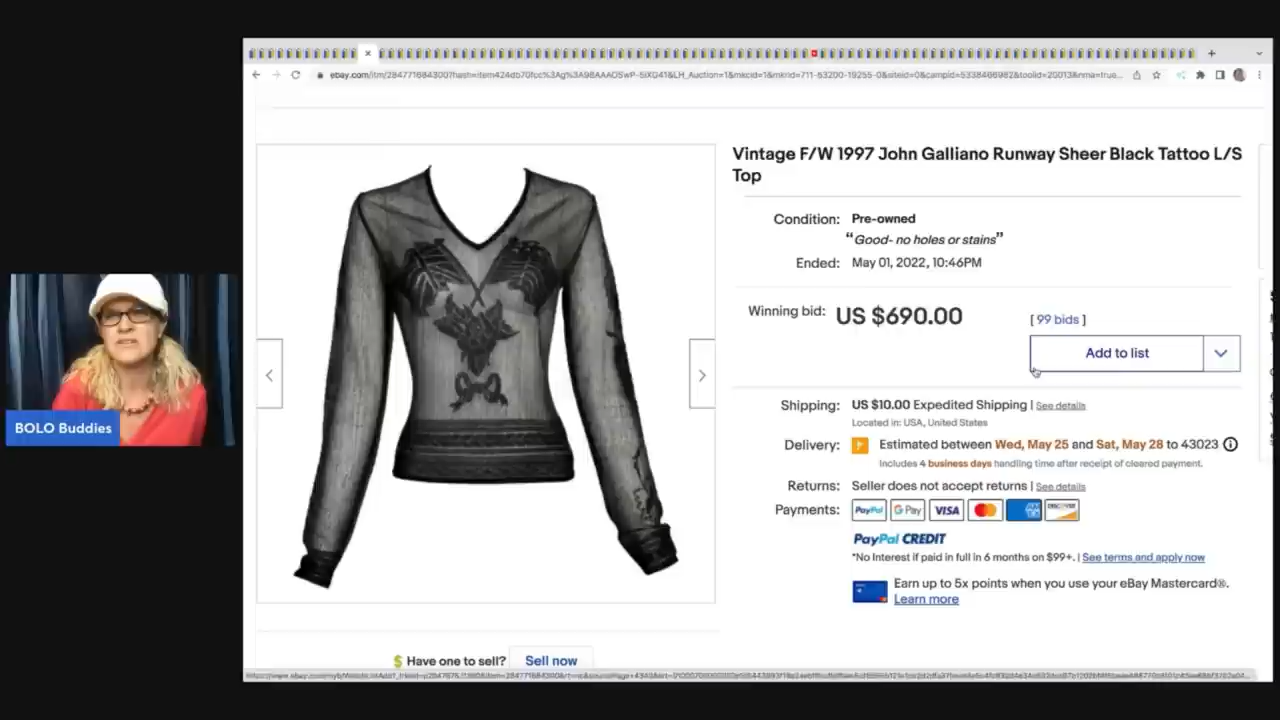 Vintage F/W 1997 John Galliano Runway Sheer Black Tattoo L/S
Top
Condition: Pre-owned
“Good- no holes or stains”
Ended: May 01, 2022, 10:46PM
Winning bid: US $690.00 [ 99 bids ]
Add to list
Shipping: US $10.00 Expedited Shipping | See details
Located in: USA, United States
Delivery: Estimated between Wed, May 25 and Sat, May 28 to 43023
Includes 4 business days handling time after receipt of cleared payment.
Returns: Seller does not accept returns | See details
Payments: PayPal G Pay VISA DISCOVER
PayPal CREDIT
*No Interest if paid in full in 6 months on $99+. | See terms and apply now
Earn up to 5x points when you use your eBay Mastercard®.
Learn more
$ Have one to sell? Sell now
BOLO Buddies